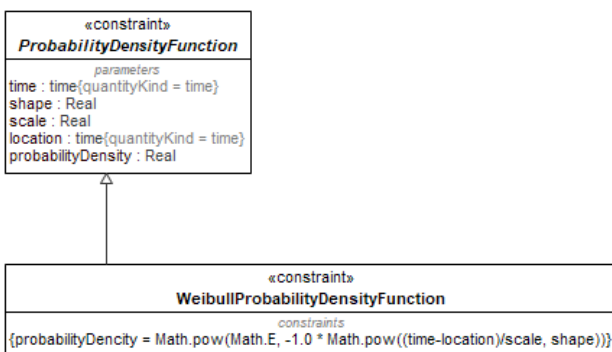 «constraint»
ProbabilityDensityFunction
parameters
time : time{quantityKind = time}
shape : Real
scale : Real
location : time{quantityKind = time}
probabilityDensity : Real
«constraint»
WeibullProbabilityDensityFunction
constraints
{probabilityDencity = Math.pow(Math.E, -1.0 * Math.pow((time-location)/scale, shape))}